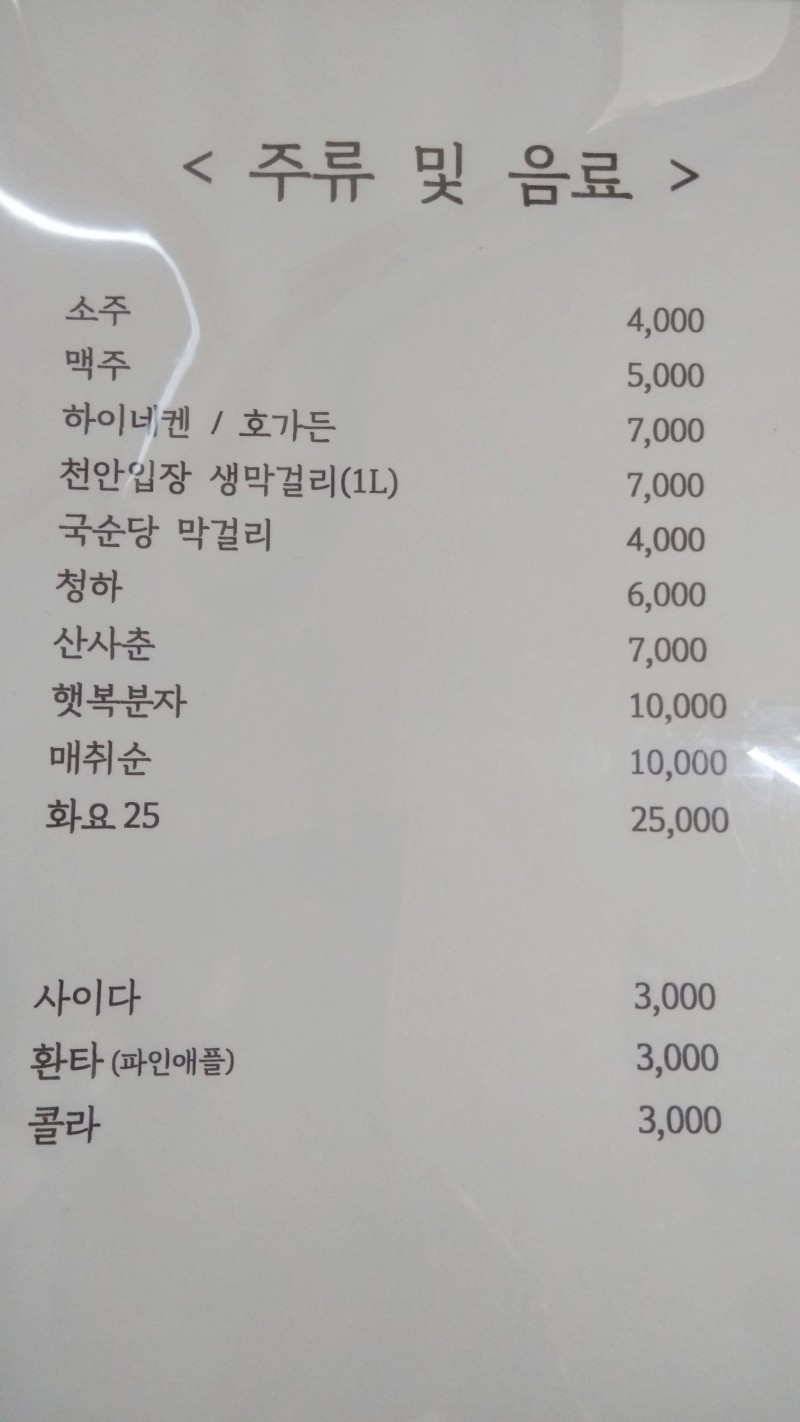 < 주류 및 음료 >
소주 4,000
맥주 5,000
하이네켄 / 호가든 7,000
천안입장 생막걸리(1L) 7,000
국순당 막걸리 4,000
청하 6,000
산사춘 7,000
햇복분자 10,000
매취순 10,000
화요 25 25,000
사이다 3,000
환타 (파인애플) 3,000
콜라 3,000